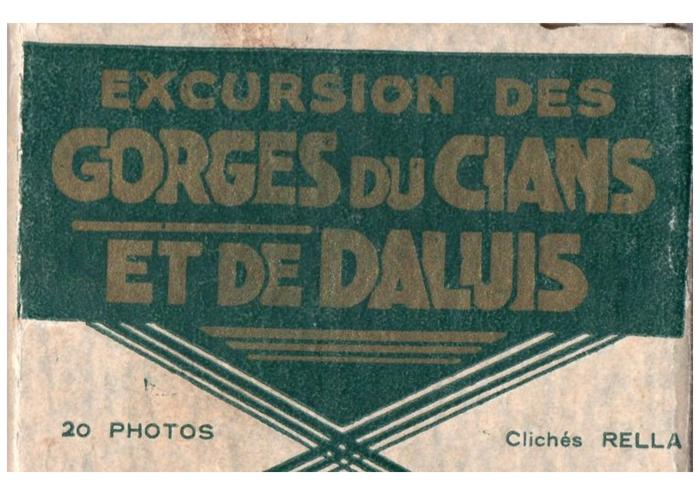 EXCURSION DES
GORGES DU CIANS
ET DE DALUIS
20 PHOTOS
Clichés RELLA